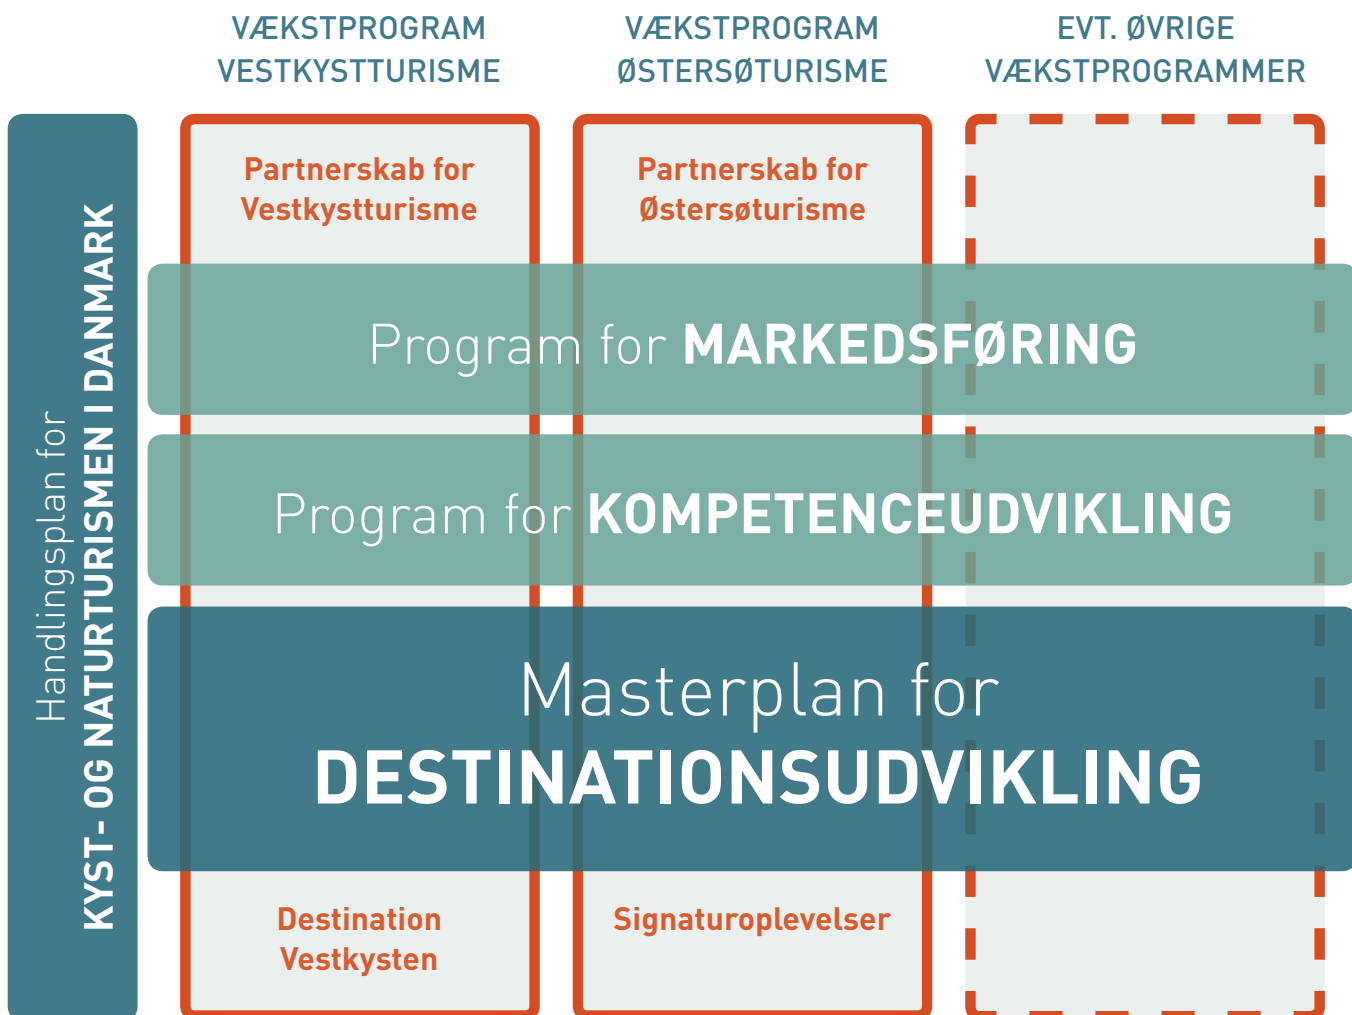 VÆKSTPROGRAM
VESTKYSTTURISME
VÆKSTPROGRAM
ØSTERSØTURISME
EVT. ØVRIGE
VÆKSTPROGRAMMER
Handlingsplan for
KYST- OG NATURTURISMEN I DANMARK
Partnerskab for
Vestkystturisme
Partnerskab for
Østersøturisme
Program for MARKEDSFØRING
Program for KOMPETENCEUDVIKLING
Masterplan for
DESTINATIONSUDVIKLING
Destination
Vestkysten
Signaturoplevelser